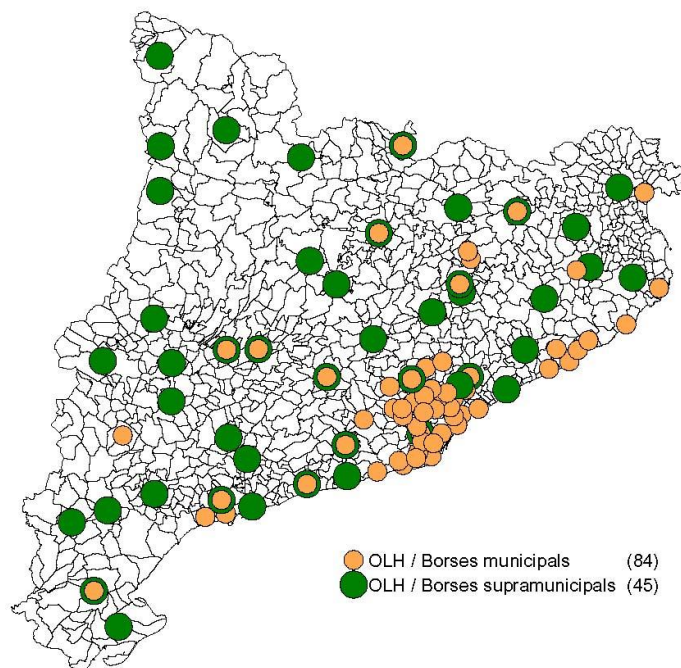 OLH / Borses municipals (84)
OLH / Borses supramunicipals (45)